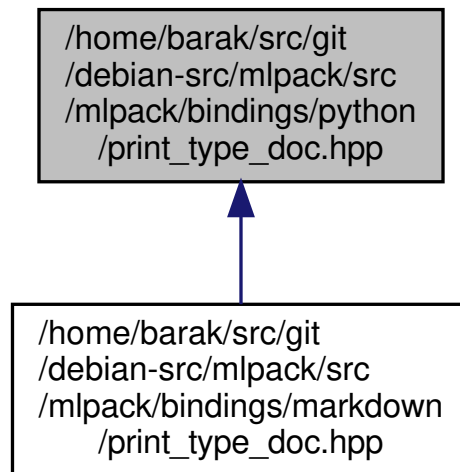 /home/barak/src/git
/debian-src/mlpack/src
/mlpack/bindings/python
/print_type_doc.hpp
/home/barak/src/git
/debian-src/mlpack/src
/mlpack/bindings/markdown
/print_type_doc.hpp